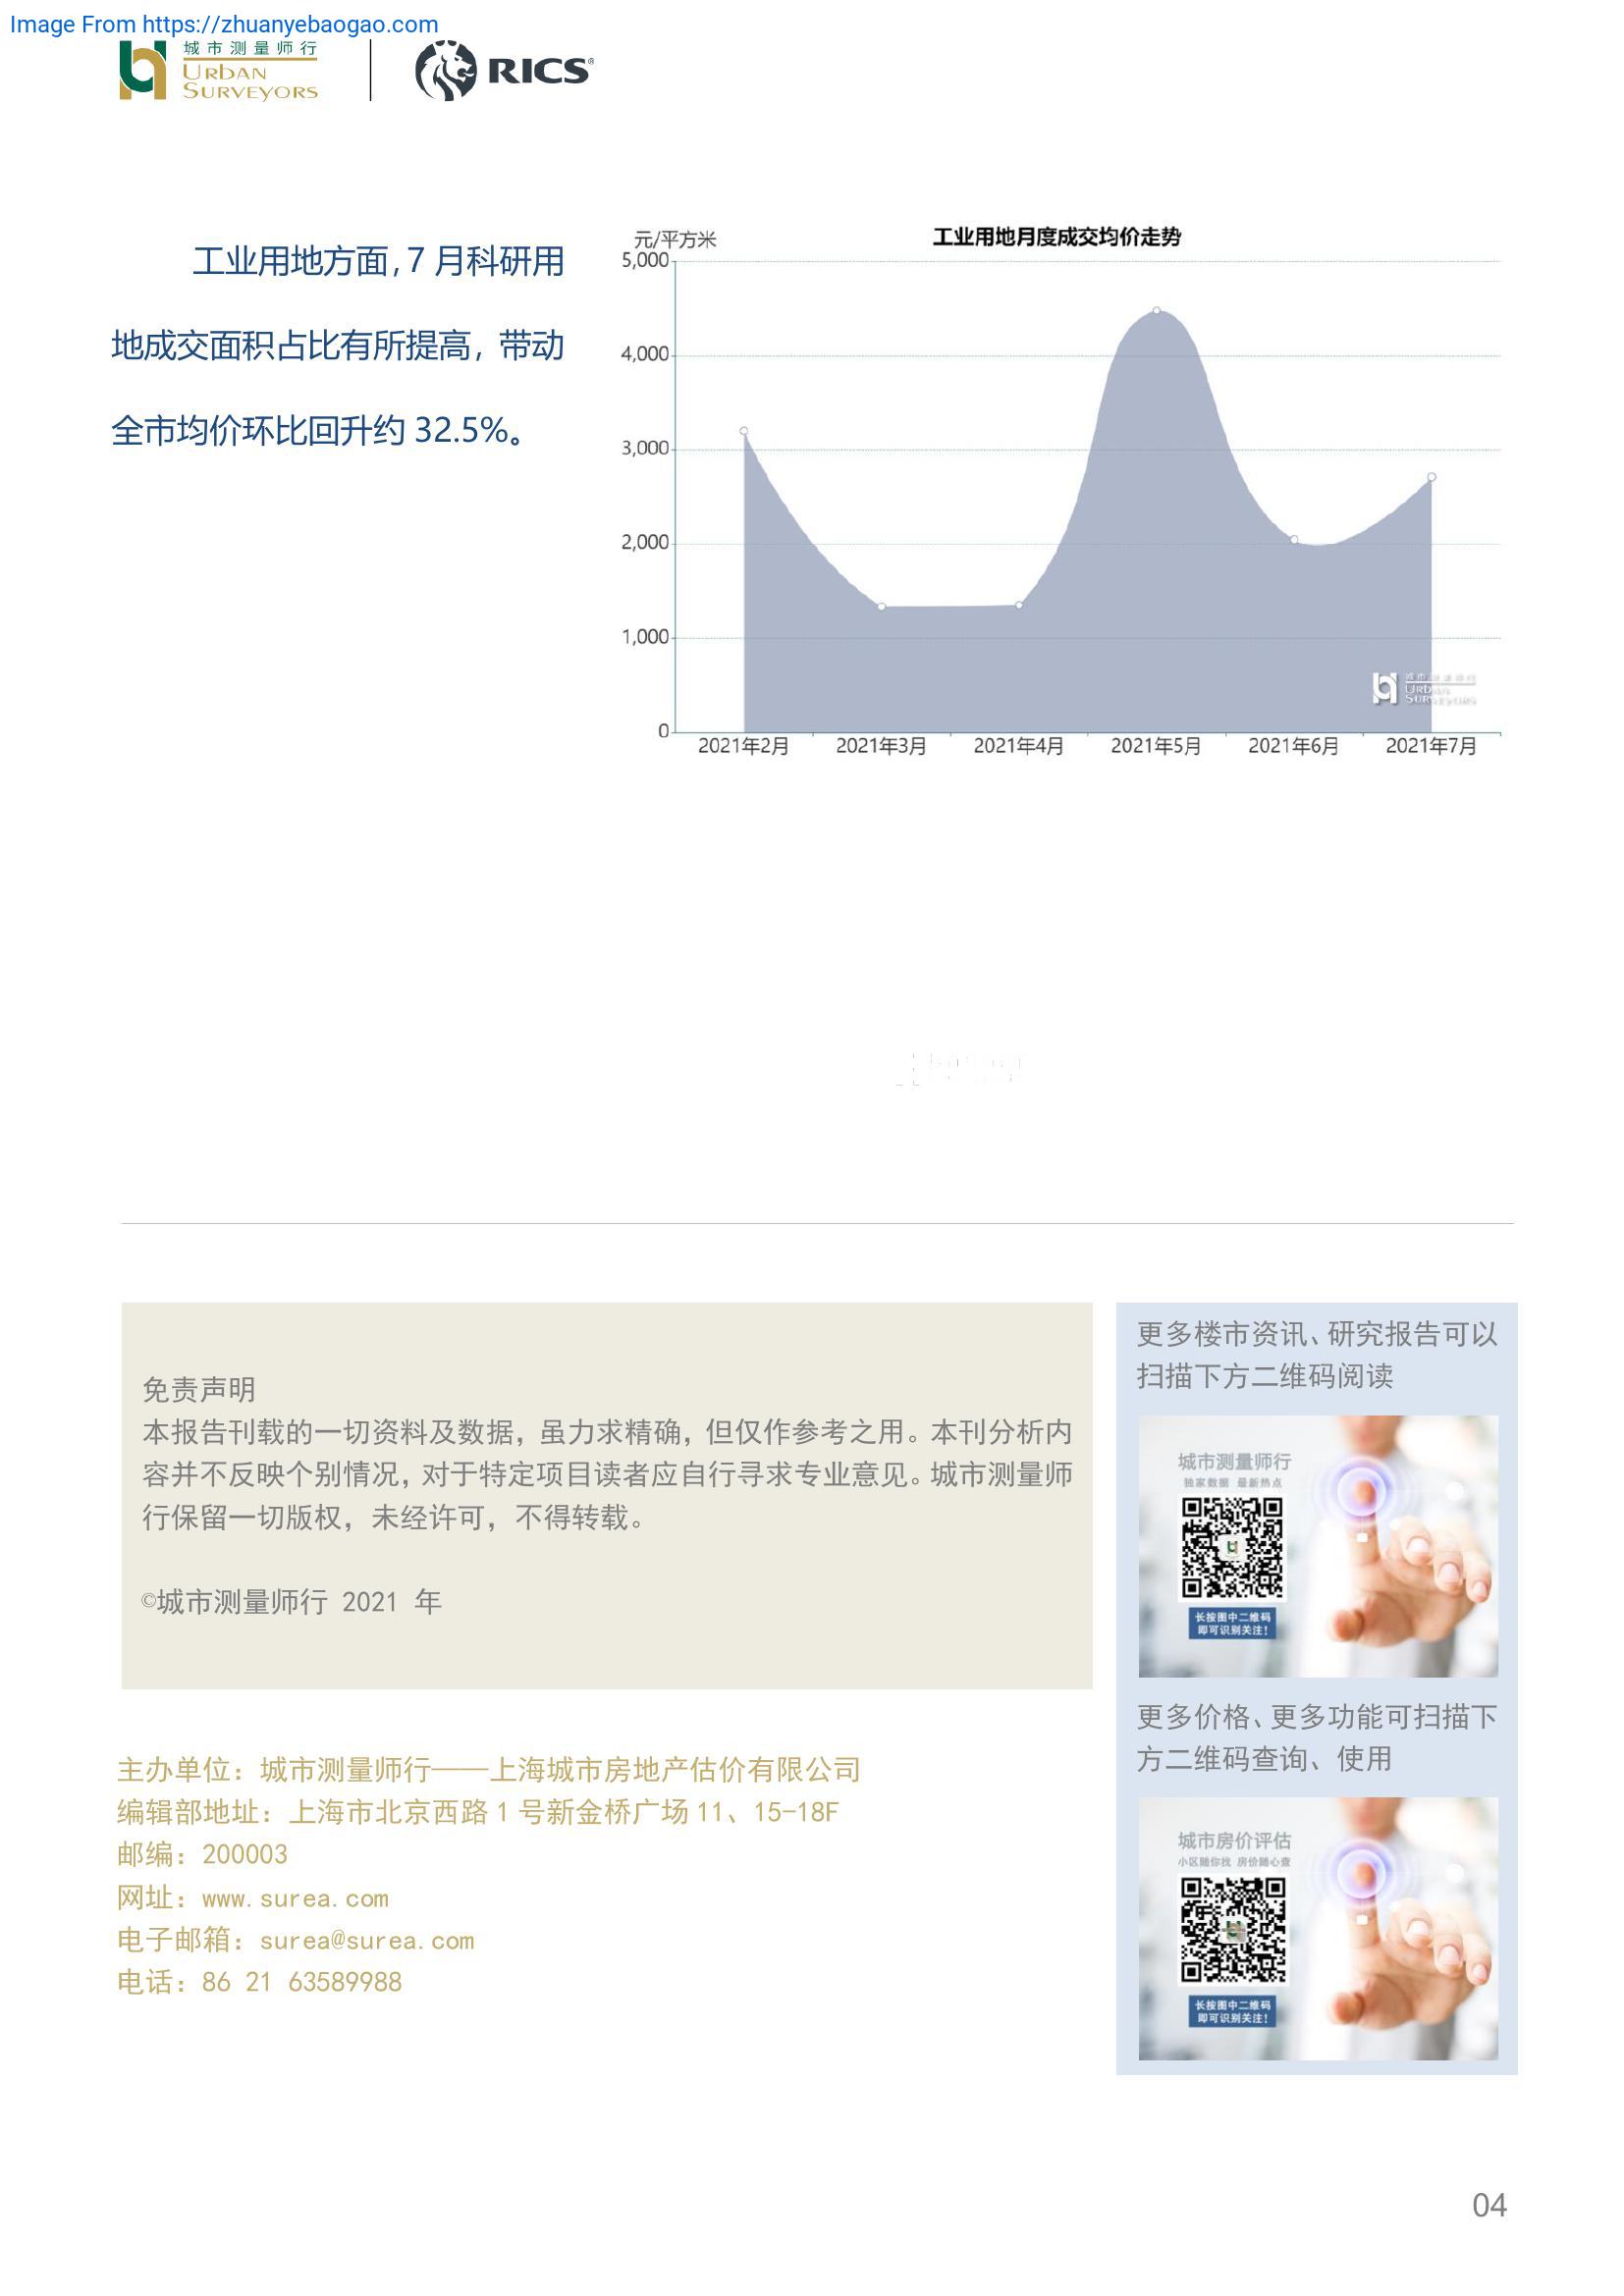 Image From https://zhuanyebaogao.com
城市测量师行
URBAN
SURVEYORS
RICS®
工业用地方面，7 月科研用
地成交面积占比有所提高，带动
全市均价环比回升约 32.5%。
元/平方米
工业用地月度成交均价走势
5,000
4,000
3,000
2,000
1,000
0
城市测量师行
URBAN
SURVEYORS
2021年2月 2021年3月 2021年4月 2021年5月 2021年6月 2021年7月
免责声明
本报告刊载的一切资料及数据，虽力求精确，但仅作参考之用。本刊分析内
容并不反映个别情况，对于特定项目读者应自行寻求专业意见。城市测量师
行保留一切版权，未经许可，不得转载。
©城市测量师行 2021 年
更多楼市资讯、研究报告可以
扫描下方二维码阅读
城市测量师行
独家数据 最新热点
长按图中二维码
即可识别关注！
更多价格、更多功能可扫描下
方二维码查询、使用
城市房价评估
小区随你找 房价随心查
长按图中二维码
即可识别关注！
主办单位：城市测量师行——上海城市房地产估价有限公司
编辑部地址：上海市北京西路 1 号新金桥广场 11、15-18F
邮编：200003
网址：www.surea.com
电子邮箱：surea@surea.com
电话：86 21 63589988
04